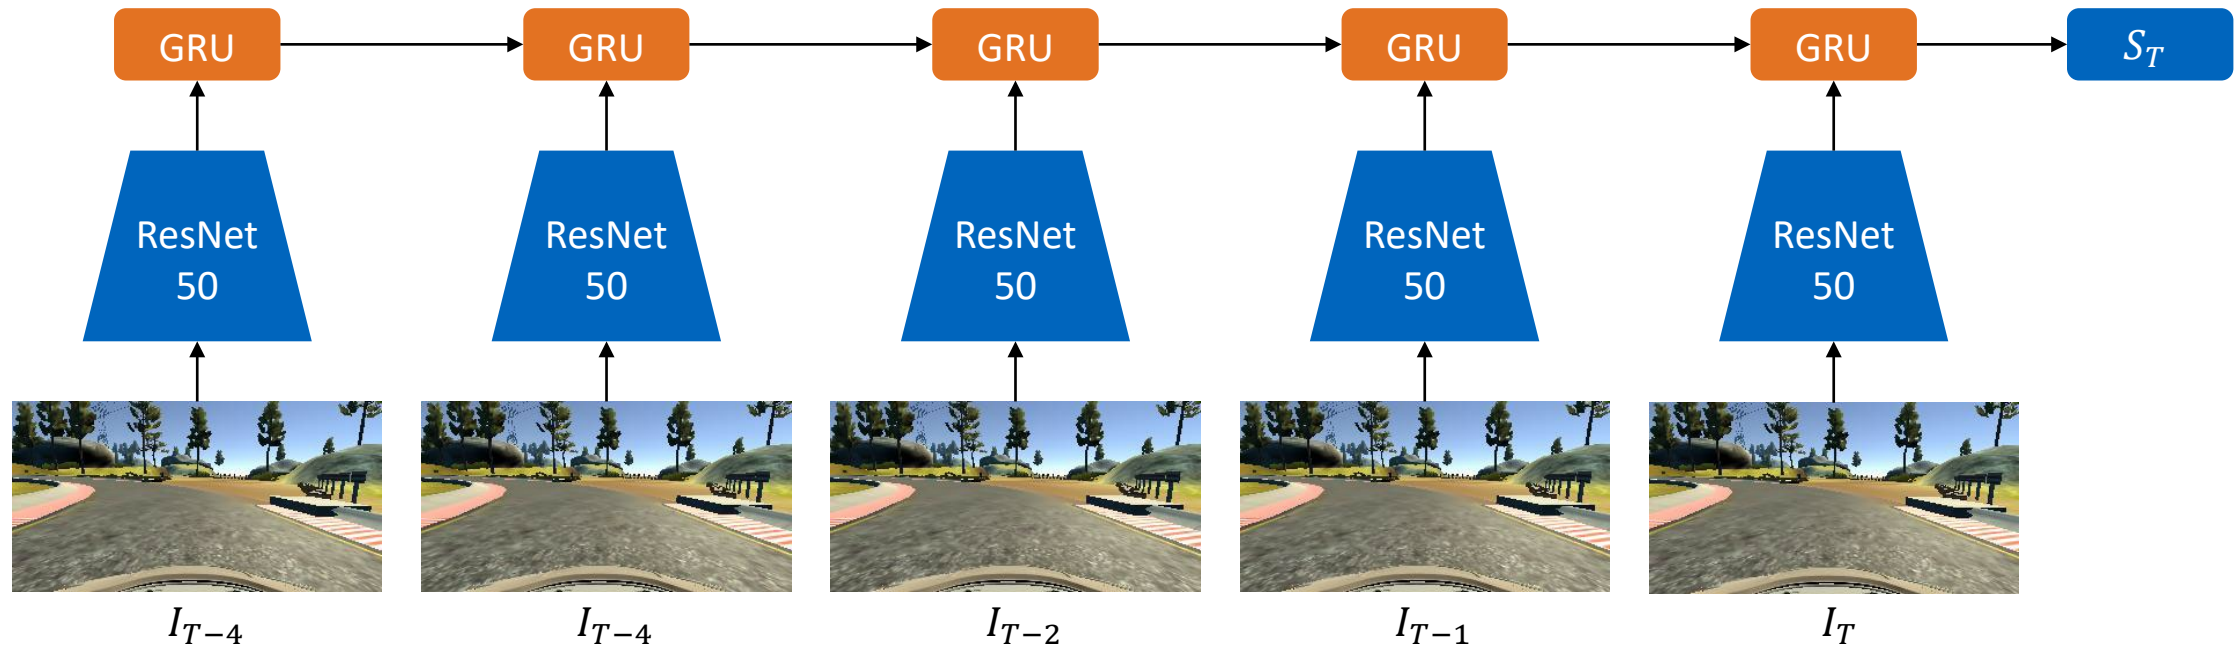 GRU GRU GRU GRU GRU S_T
ResNet ResNet ResNet ResNet ResNet
50 50 50 50 50
I_{T−4} I_{T−4} I_{T−2} I_{T−1} I_T